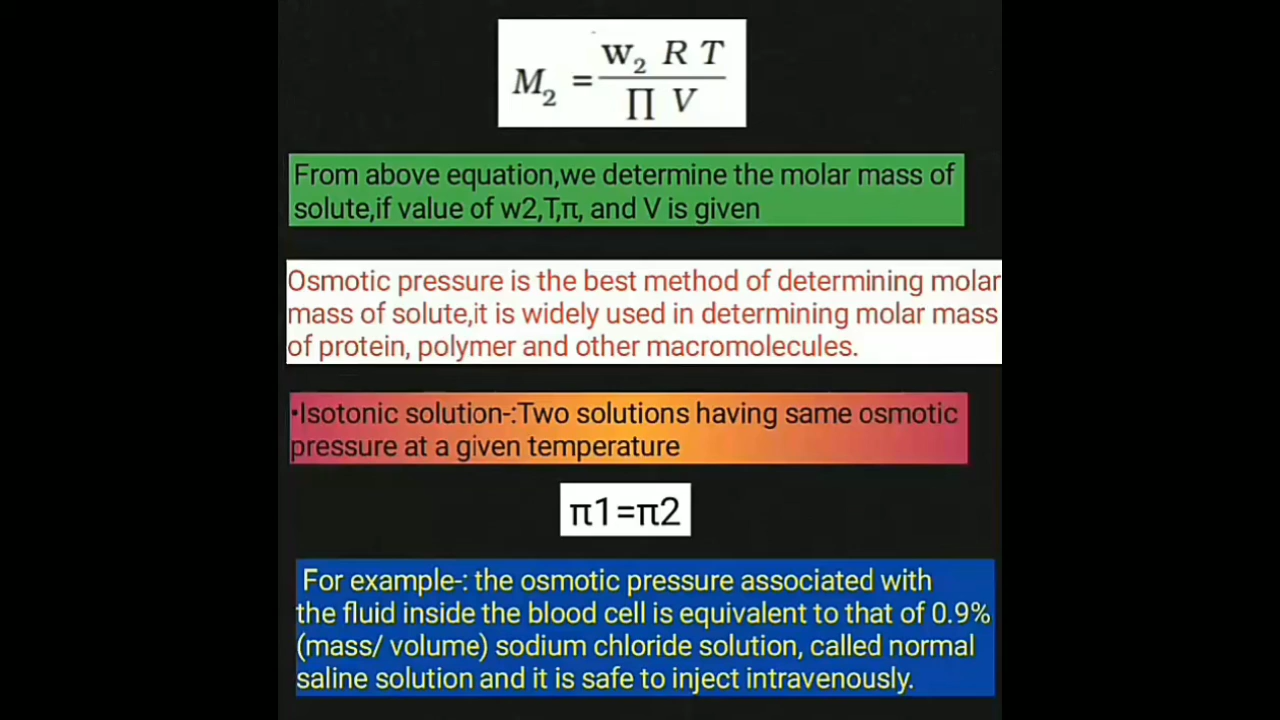 M₂ = w₂ R T / ∏ V
From above equation,we determine the molar mass of
solute,if value of w2,T,π, and V is given
Osmotic pressure is the best method of determining molar
mass of solute,it is widely used in determining molar mass
of protein, polymer and other macromolecules.
•Isotonic solution-:Two solutions having same osmotic
pressure at a given temperature
π1=π2
For example-: the osmotic pressure associated with
the fluid inside the blood cell is equivalent to that of 0.9%
(mass/ volume) sodium chloride solution, called normal
saline solution and it is safe to inject intravenously.